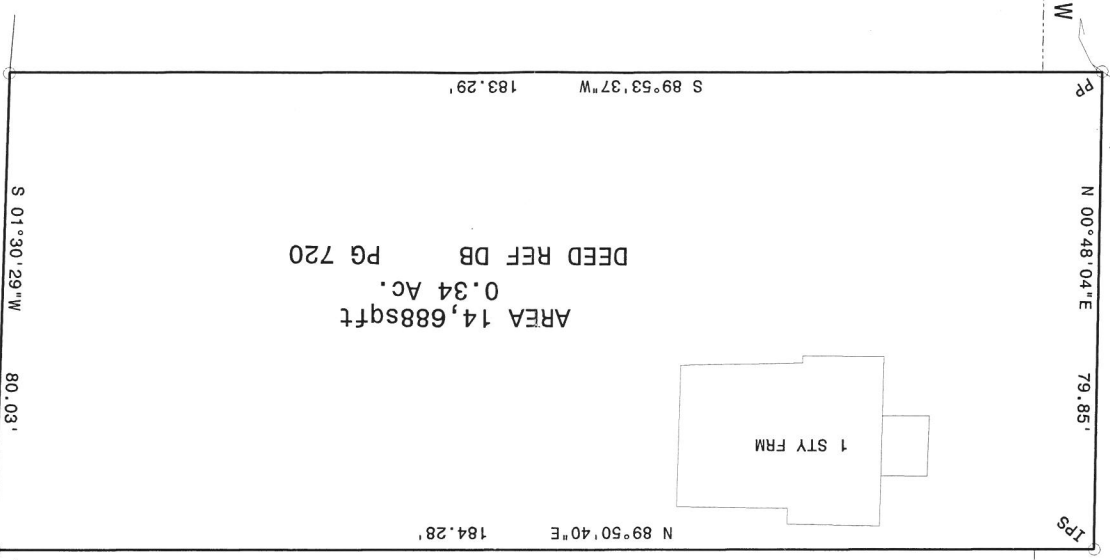 N 89°50'40"E 184.28'
IPS
1 STY FRM
N 00°48'04"E 79.85'
S 01°30'29"W 80.03'
AREA 14,688sqft
0.34 Ac.
DEED REF DB PG 720
S 89°53'37"W 183.29'
PP
W